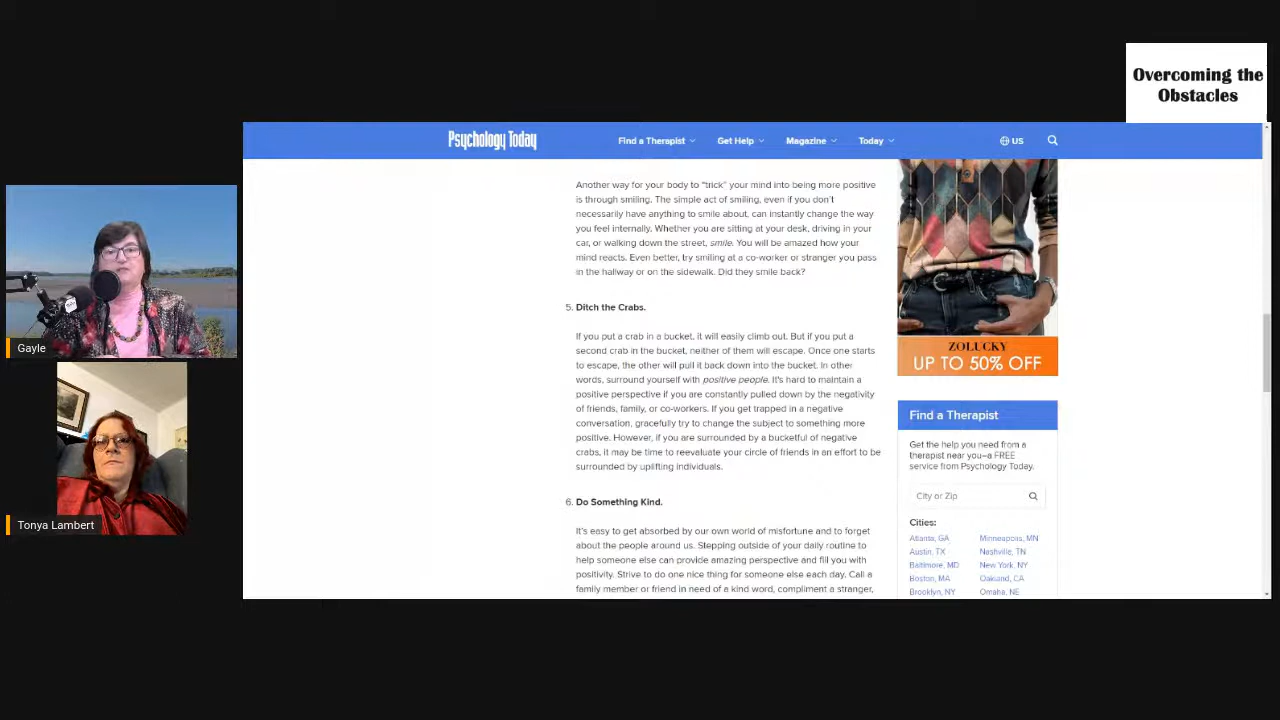 Overcoming the
Obstacles
Psychology Today
Find a Therapist
Get Help
Magazine
Today
US
Another way for your body to “trick” your mind into being more positive
is through smiling. The simple act of smiling, even if you don’t
necessarily have anything to smile about, can instantly change the way
you feel internally. Whether you are sitting at your desk, driving in your
car, or walking down the street, smile. You will be amazed how your
mind reacts. Even better, try smiling at a co-worker or stranger you pass
in the hallway or on the sidewalk. Did they smile back?
5. Ditch the Crabs.
If you put a crab in a bucket, it will easily climb out. But if you put a
second crab in the bucket, neither of them will escape. Once one starts
to escape, the other will pull it back down into the bucket. In other
words, surround yourself with positive people. It’s hard to maintain a
positive perspective if you are constantly pulled down by the negativity
of friends, family, or co-workers. If you get trapped in a negative
conversation, gracefully try to change the subject to something more
positive. However, if you are surrounded by a bucketful of negative
crabs, it may be time to reevaluate your circle of friends in an effort to be
surrounded by uplifting individuals.
6. Do Something Kind.
It’s easy to get absorbed by our own world of misfortune and to forget
about the people around us. Stepping outside of your daily routine to
help someone else can provide amazing perspective and fill you with
positivity. Strive to do one nice thing for someone else each day. Call a
family member or friend in need of a kind word, compliment a stranger,
ZOLUCKY
UP TO 50% OFF
Find a Therapist
Get the help you need from a
therapist near you–a FREE
service from Psychology Today.
City or Zip
Cities:
Atlanta, GA
Austin, TX
Baltimore, MD
Boston, MA
Brooklyn, NY
Minneapolis, MN
Nashville, TN
New York, NY
Oakland, CA
Omaha, NE
Gayle
Tonya Lambert